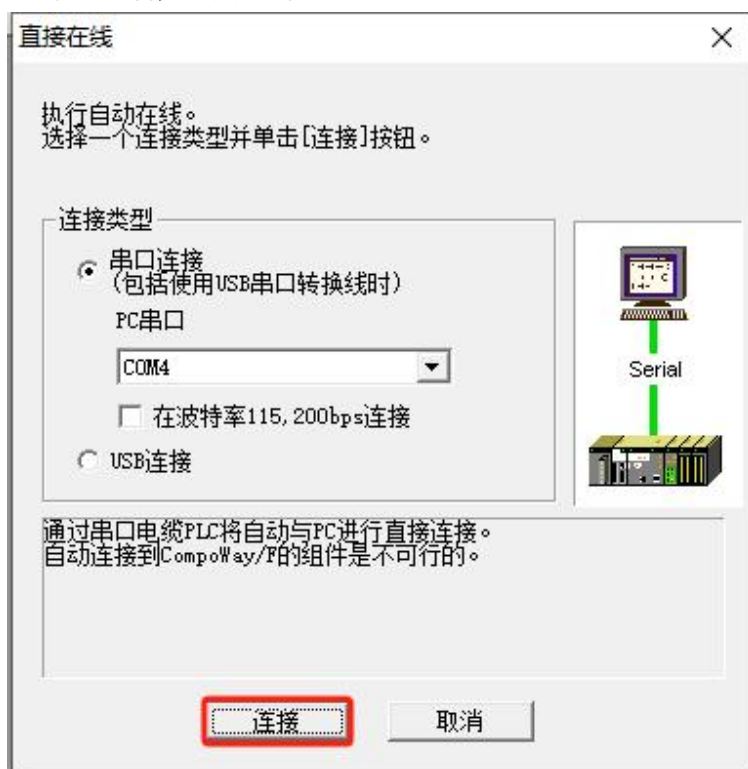 直接在线
执行自动在线。
选择一个连接类型并单击[连接]按钮。
连接类型
串口连接
(包括使用USB串口转换线时)
PC串口
COM4
在波特率115,200bps连接
USB连接
Serial
通过串口电缆PLC将自动与PC进行直接连接。
自动连接到CompoWay/F的组件是不可行的。
连接
取消